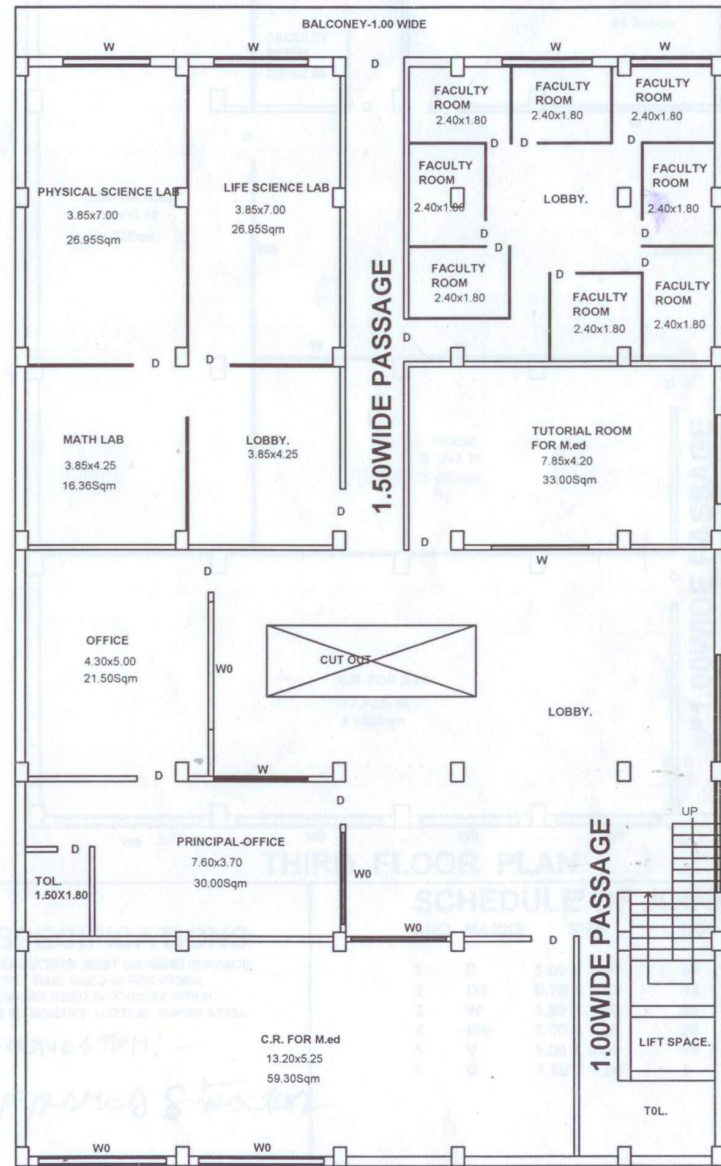 BALCONEY-1.00 WIDE
W
W
D
W
W
FACULTY
ROOM
2.40x1.80
FACULTY
ROOM
2.40x1.80
FACULTY
ROOM
2.40x1.80
D
D
D
PHYSICAL SCIENCE LAB
3.85x7.00
26.95Sqm
LIFE SCIENCE LAB
3.85x7.00
26.95Sqm
FACULTY
ROOM
LOBBY.
FACULTY
ROOM
2.40x1.80
D
D
D
D
D
FACULTY
ROOM
2.40x1.80
FACULTY
ROOM
2.40x1.80
FACULTY
ROOM
2.40x1.80
1.50WIDE PASSAGE
D
D
D
MATH LAB
3.85x4.25
16.36Sqm
LOBBY.
3.85x4.25
TUTORIAL ROOM
FOR M.ed
7.85x4.20
33.00Sqm
D
D
W
D
OFFICE
4.30x5.00
21.50Sqm
W0
CUT OUT
LOBBY.
D
W
D
UP
PRINCIPAL-OFFICE
7.60x3.70
30.00Sqm
D
TOL.
1.50X1.80
W0
W0
D
1.00WIDE PASSAGE
THIRD FLOOR PLAN
SCHEDULE
C.R. FOR M.ed
13.20x5.25
59.30Sqm
LIFT SPACE.
TOL.
W0
W0